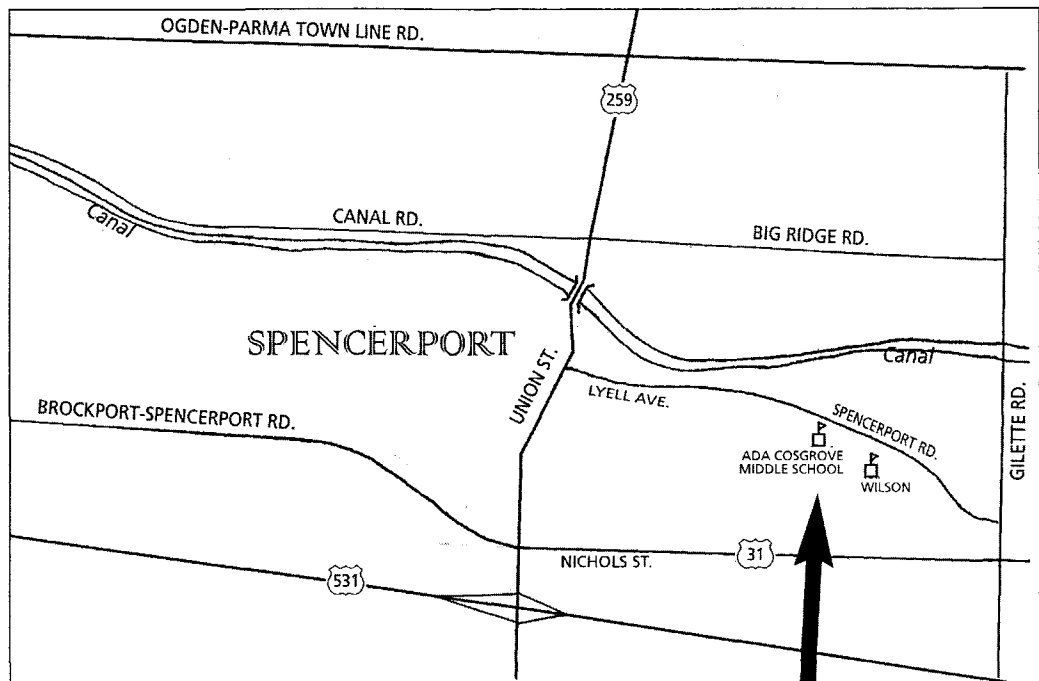 OGDEN-PARMA TOWN LINE RD.
259
Canal
CANAL RD.
BIG RIDGE RD.
SPENCERPORT
UNION ST.
Canal
LYELL AVE.
BROCKPORT-SPENCERPORT RD.
SPENCERPORT RD.
GILETTE RD.
ADA COSGROVE
MIDDLE SCHOOL
WILSON
NICHOLS ST.
31
531